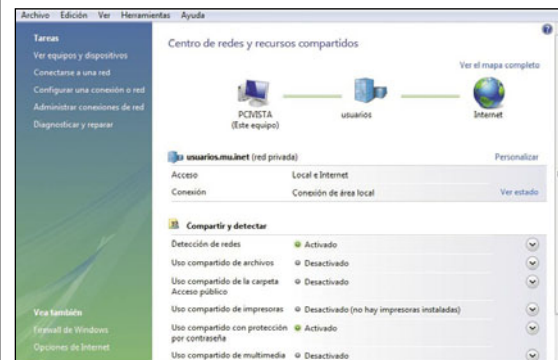 Archivo Edición Ver Herramientas Ayuda
Tareas
Ver equipos y dispositivos
Conectarse a una red
Configurar una conexión o red
Administrar conexiones de red
Diagnosticar y reparar
Vea también
Firewall de Windows
Opciones de Internet
Centro de redes y recursos compartidos
Ver el mapa completo
PCIVISTA
(Este equipo)
usuarios
Internet
usuarios.mu.inet (red privada)
Personalizar
Acceso Local e Internet
Conexión Conexión de área local Ver estado
Compartir y detectar
Detección de redes Activado
Uso compartido de archivos Desactivado
Uso compartido de la carpeta Desactivado
Acceso público
Uso compartido de impresoras Desactivado (no hay impresoras instaladas)
Uso compartido con protección Activado
por contraseña
Uso compartido de multimedia Desactivado